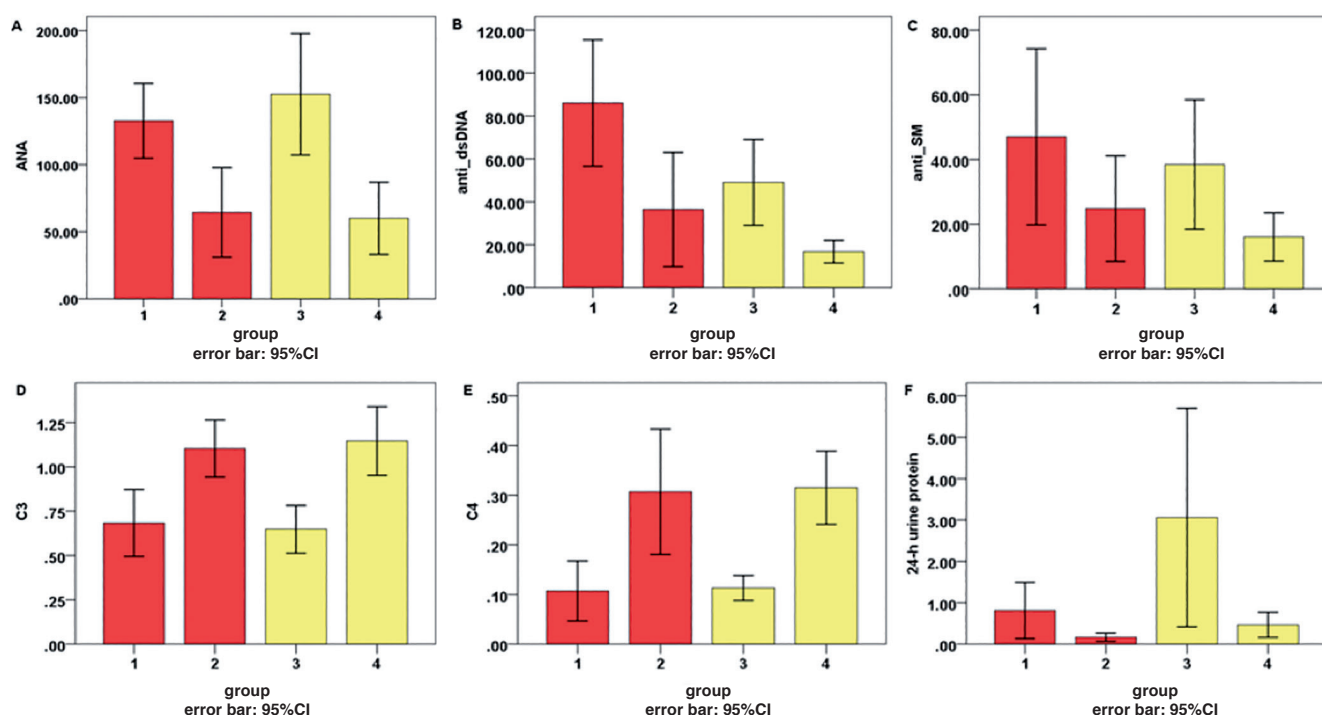 A
ANA
200.00
150.00
100.00
50.00
.00
1 2 3 4
group
error bar: 95%CI
B
anti_dsDNA
120.00
100.00
80.00
60.00
40.00
20.00
.00
1 2 3 4
group
error bar: 95%CI
C
anti_SM
80.00
60.00
40.00
20.00
.00
1 2 3 4
group
error bar: 95%CI
D
C3
1.25
1.00
.75
.50
.25
.00
1 2 3 4
group
error bar: 95%CI
E
C4
.50
.40
.30
.20
.10
.00
1 2 3 4
group
error bar: 95%CI
F
24-h urine protein
6.00
5.00
4.00
3.00
2.00
1.00
.00
1 2 3 4
group
error bar: 95%CI